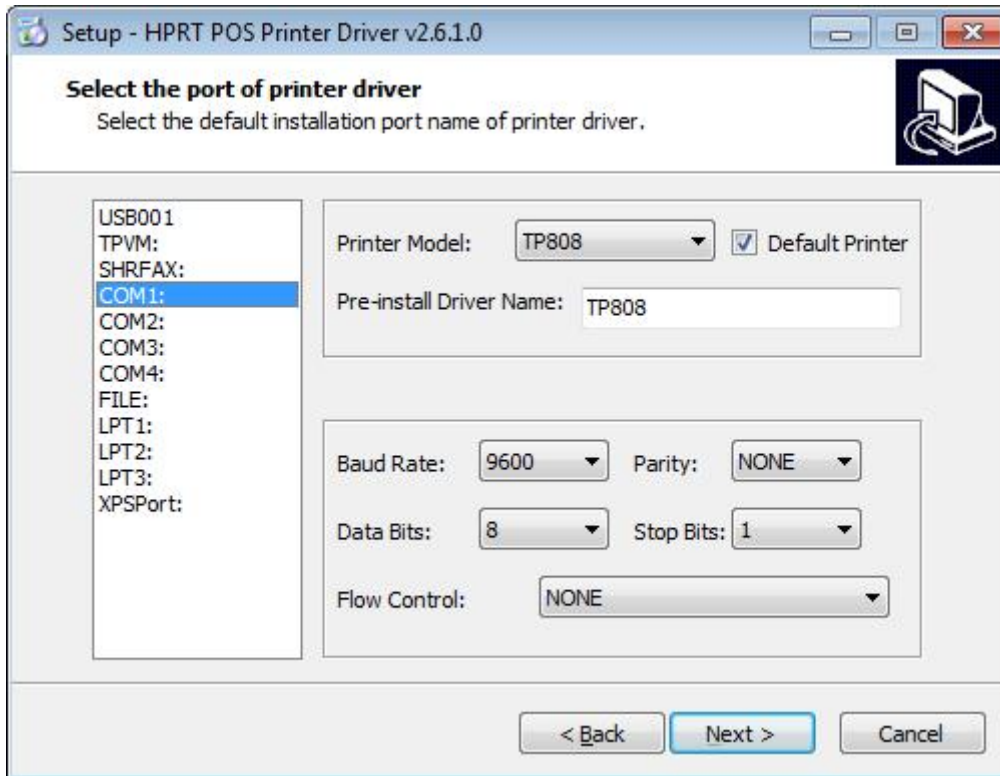 Setup - HPRT POS Printer Driver v2.6.1.0
Select the port of printer driver
Select the default installation port name of printer driver.
USB001
TPVM:
SHRFAX:
COM1:
COM2:
COM3:
COM4:
FILE:
LPT1:
LPT2:
LPT3:
XPSPort:
Printer Model: TP808 Default Printer
Pre-install Driver Name: TP808
Baud Rate: 9600 Parity: NONE
Data Bits: 8 Stop Bits: 1
Flow Control: NONE
< Back Next > Cancel